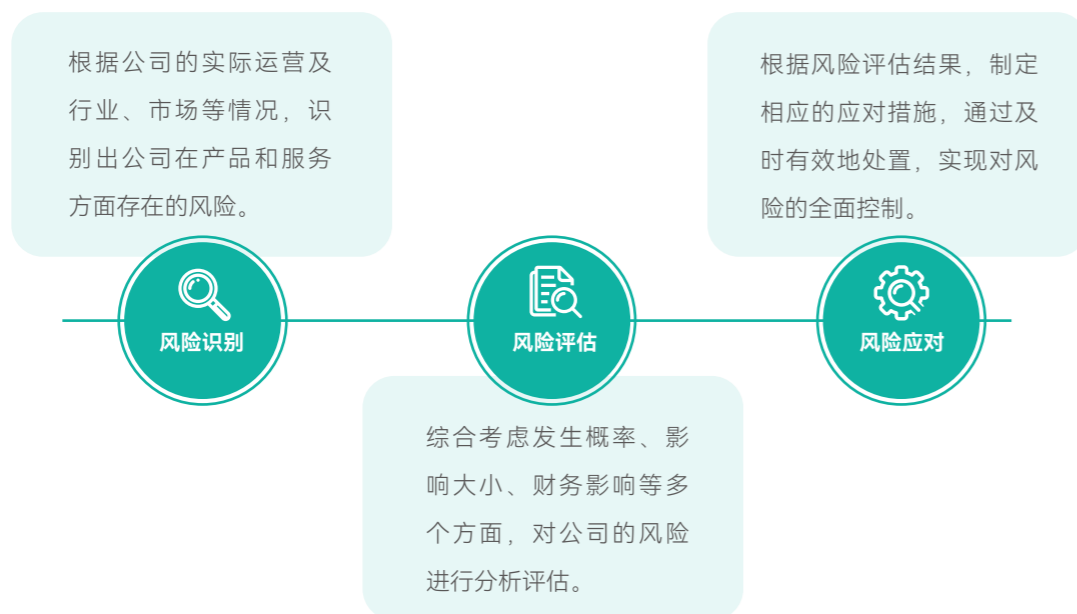 根据公司的实际运营及
行业、市场等情况，识
别出公司在产品和服务
方面存在的风险。
风险识别
风险评估
综合考虑发生概率、影
响大小、财务影响等多
个方面，对公司的风险
进行分析评估。
根据风险评估结果，制定
相应的应对措施，通过及
时有效地处置，实现对风
险的全面控制。
风险应对